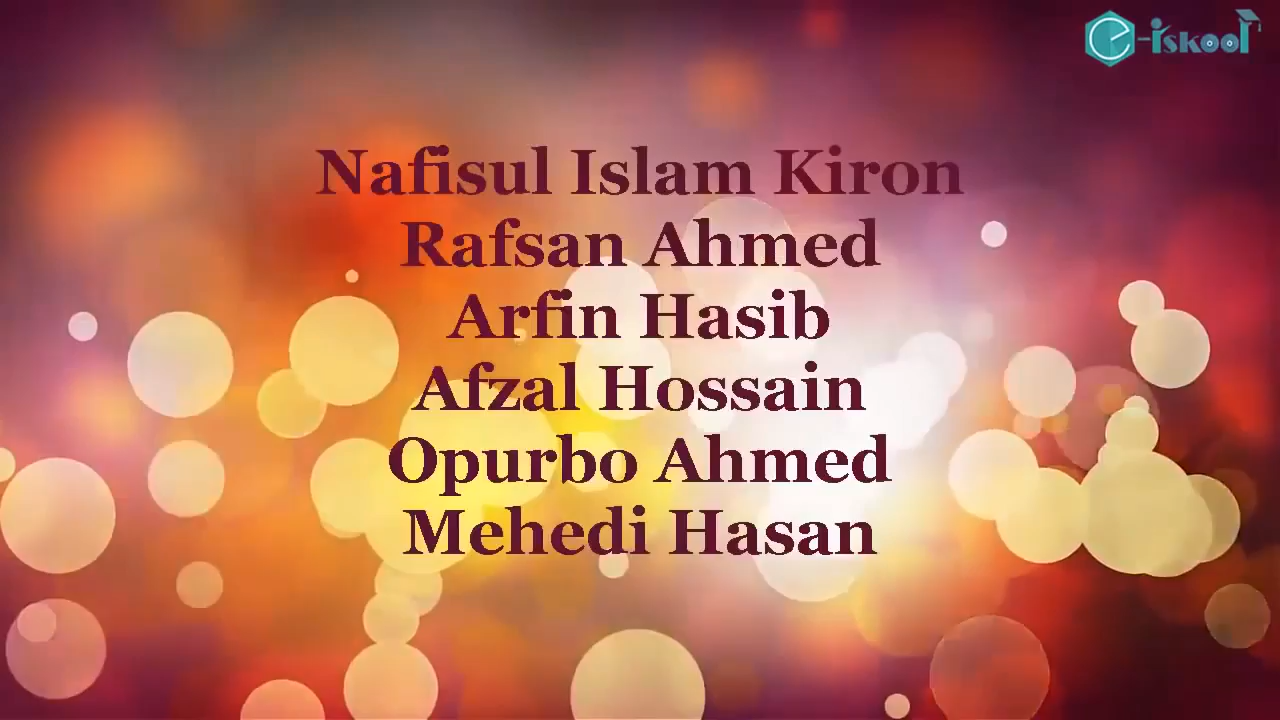 e-iskool
Nafisul Islam Kiron
Rafsan Ahmed
Arfin Hasib
Afzal Hossain
Opurbo Ahmed
Mehedi Hasan